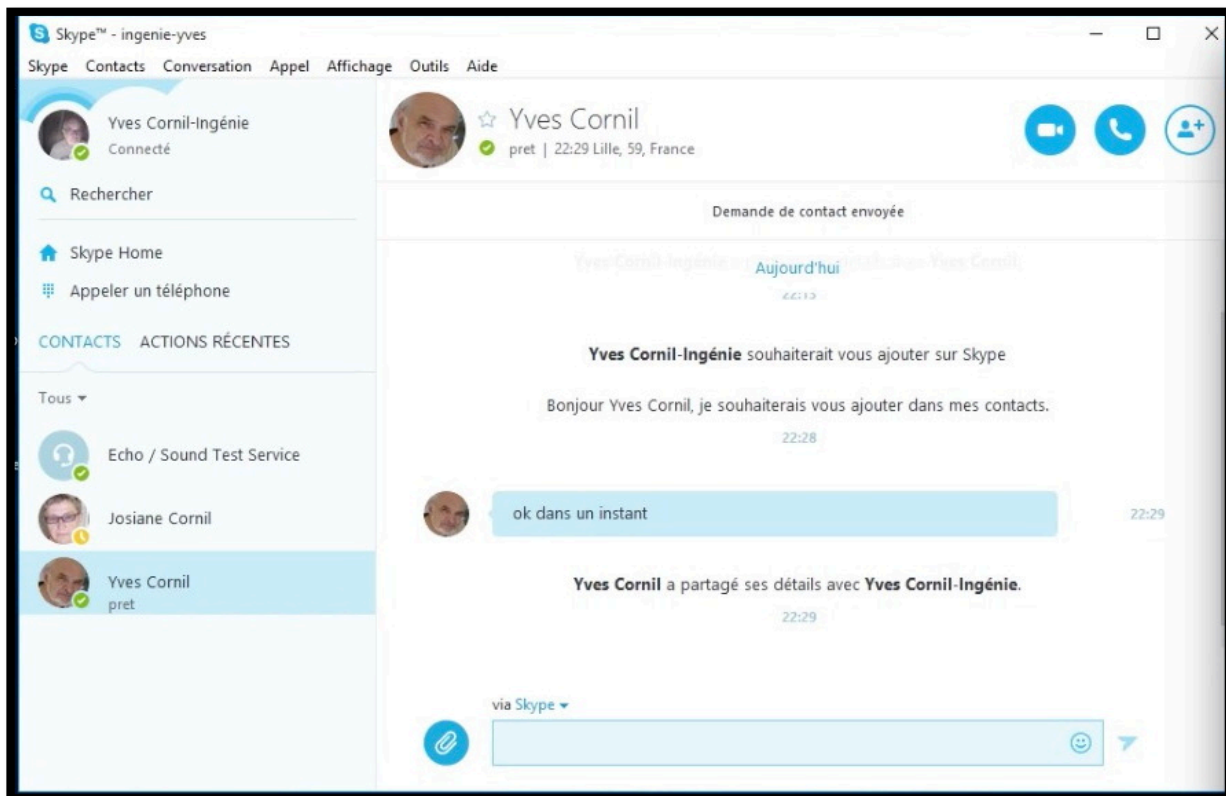 Skype™ - ingenie-yves
Skype Contacts Conversation Appel Affichage Outils Aide
Yves Cornil-Ingénie
Connecté
Rechercher
Skype Home
Appeler un téléphone
CONTACTS ACTIONS RÉCENTES
Tous
Echo / Sound Test Service
Josiane Cornil
Yves Cornil
pret
Yves Cornil
pret | 22:29 Lille, 59, France
Demande de contact envoyée
Aujourd'hui
Yves Cornil-Ingénie souhaiterait vous ajouter sur Skype
Bonjour Yves Cornil, je souhaiterais vous ajouter dans mes contacts.
22:28
ok dans un instant
22:29
Yves Cornil a partagé ses détails avec Yves Cornil-Ingénie.
22:29
via Skype